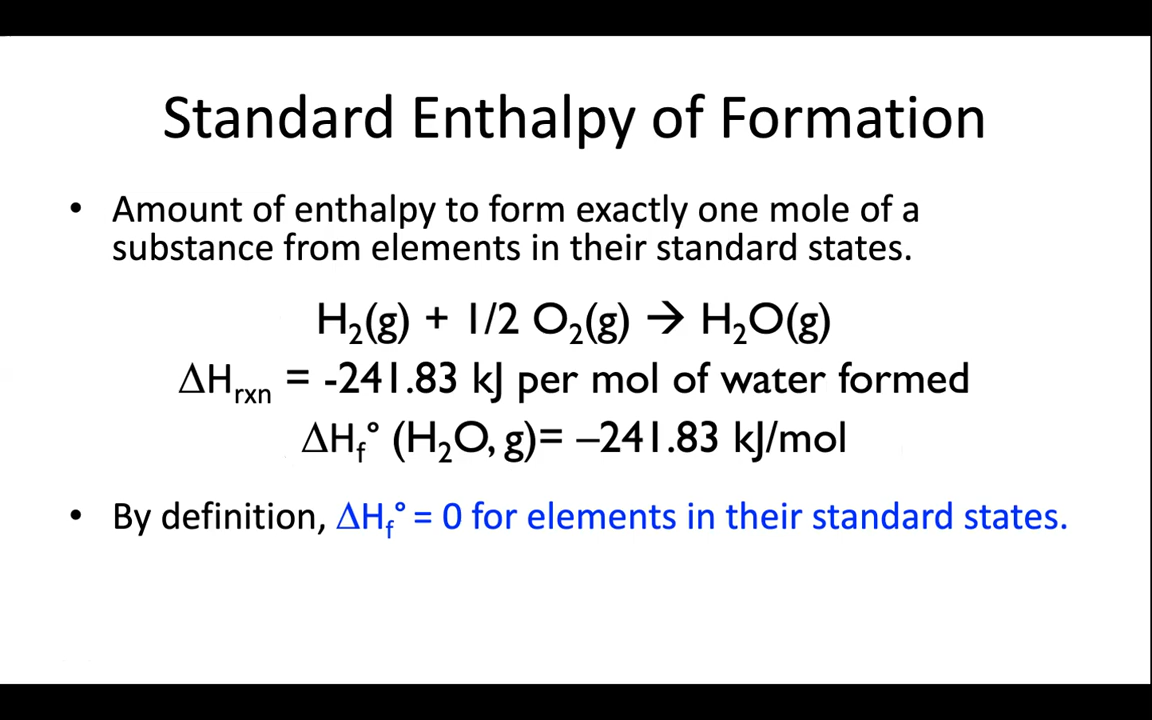 Standard Enthalpy of Formation
• Amount of enthalpy to form exactly one mole of a
substance from elements in their standard states.
H₂(g) + 1/2 O₂(g) → H₂O(g)
ΔHᵣₓₙ = -241.83 kJ per mol of water formed
ΔHf° (H₂O, g)= –241.83 kJ/mol
• By definition, ΔHf° = 0 for elements in their standard states.